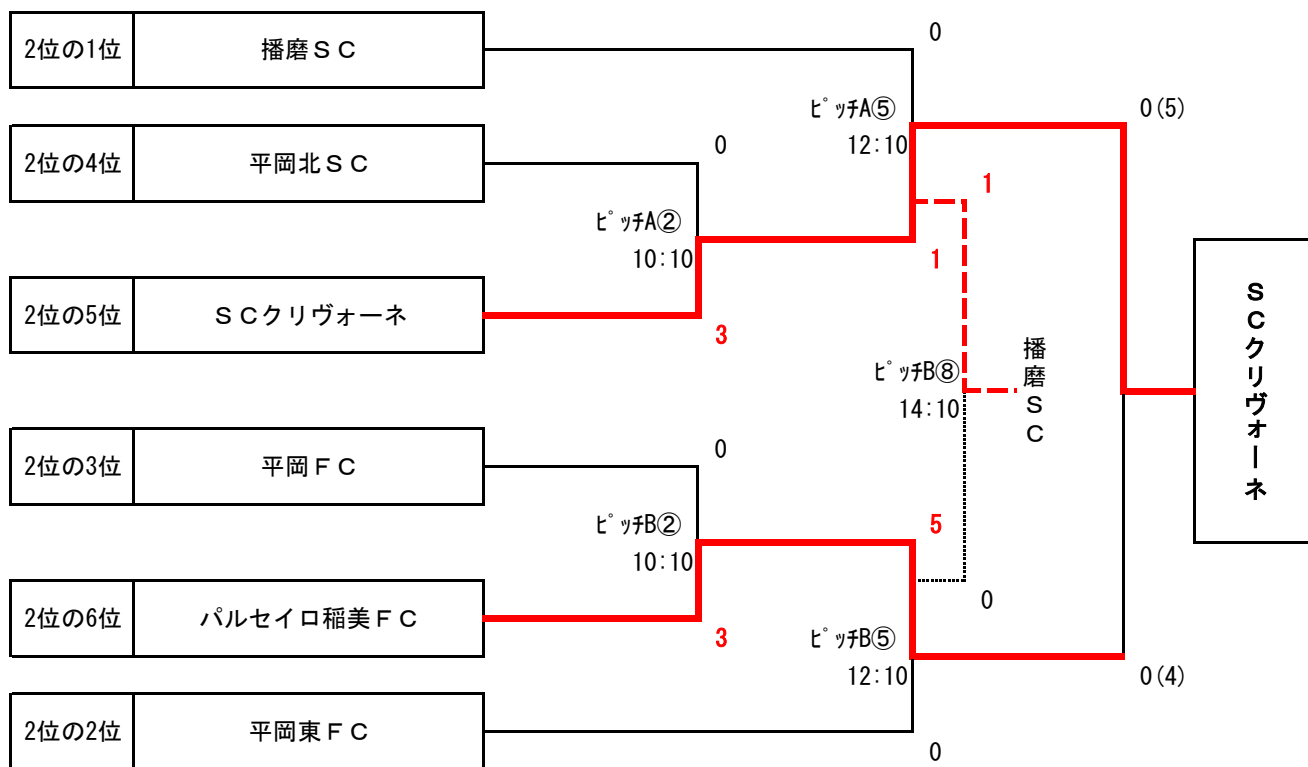 2位の1位 播磨ＳＣ
0
ﾋﾟｯﾁA⑤
12:10
0(5)
2位の4位 平岡北ＳＣ
0
ﾋﾟｯﾁA②
10:10
1
1
2位の5位 ＳＣクリヴォーネ
3
ﾋﾟｯﾁB⑧
14:10
播磨ＳＣ
ＳＣクリヴォーネ
2位の3位 平岡ＦＣ
0
ﾋﾟｯﾁB②
10:10
5
0
2位の6位 パルセイロ稲美ＦＣ
3
ﾋﾟｯﾁB⑤
12:10
0(4)
2位の2位 平岡東ＦＣ
0